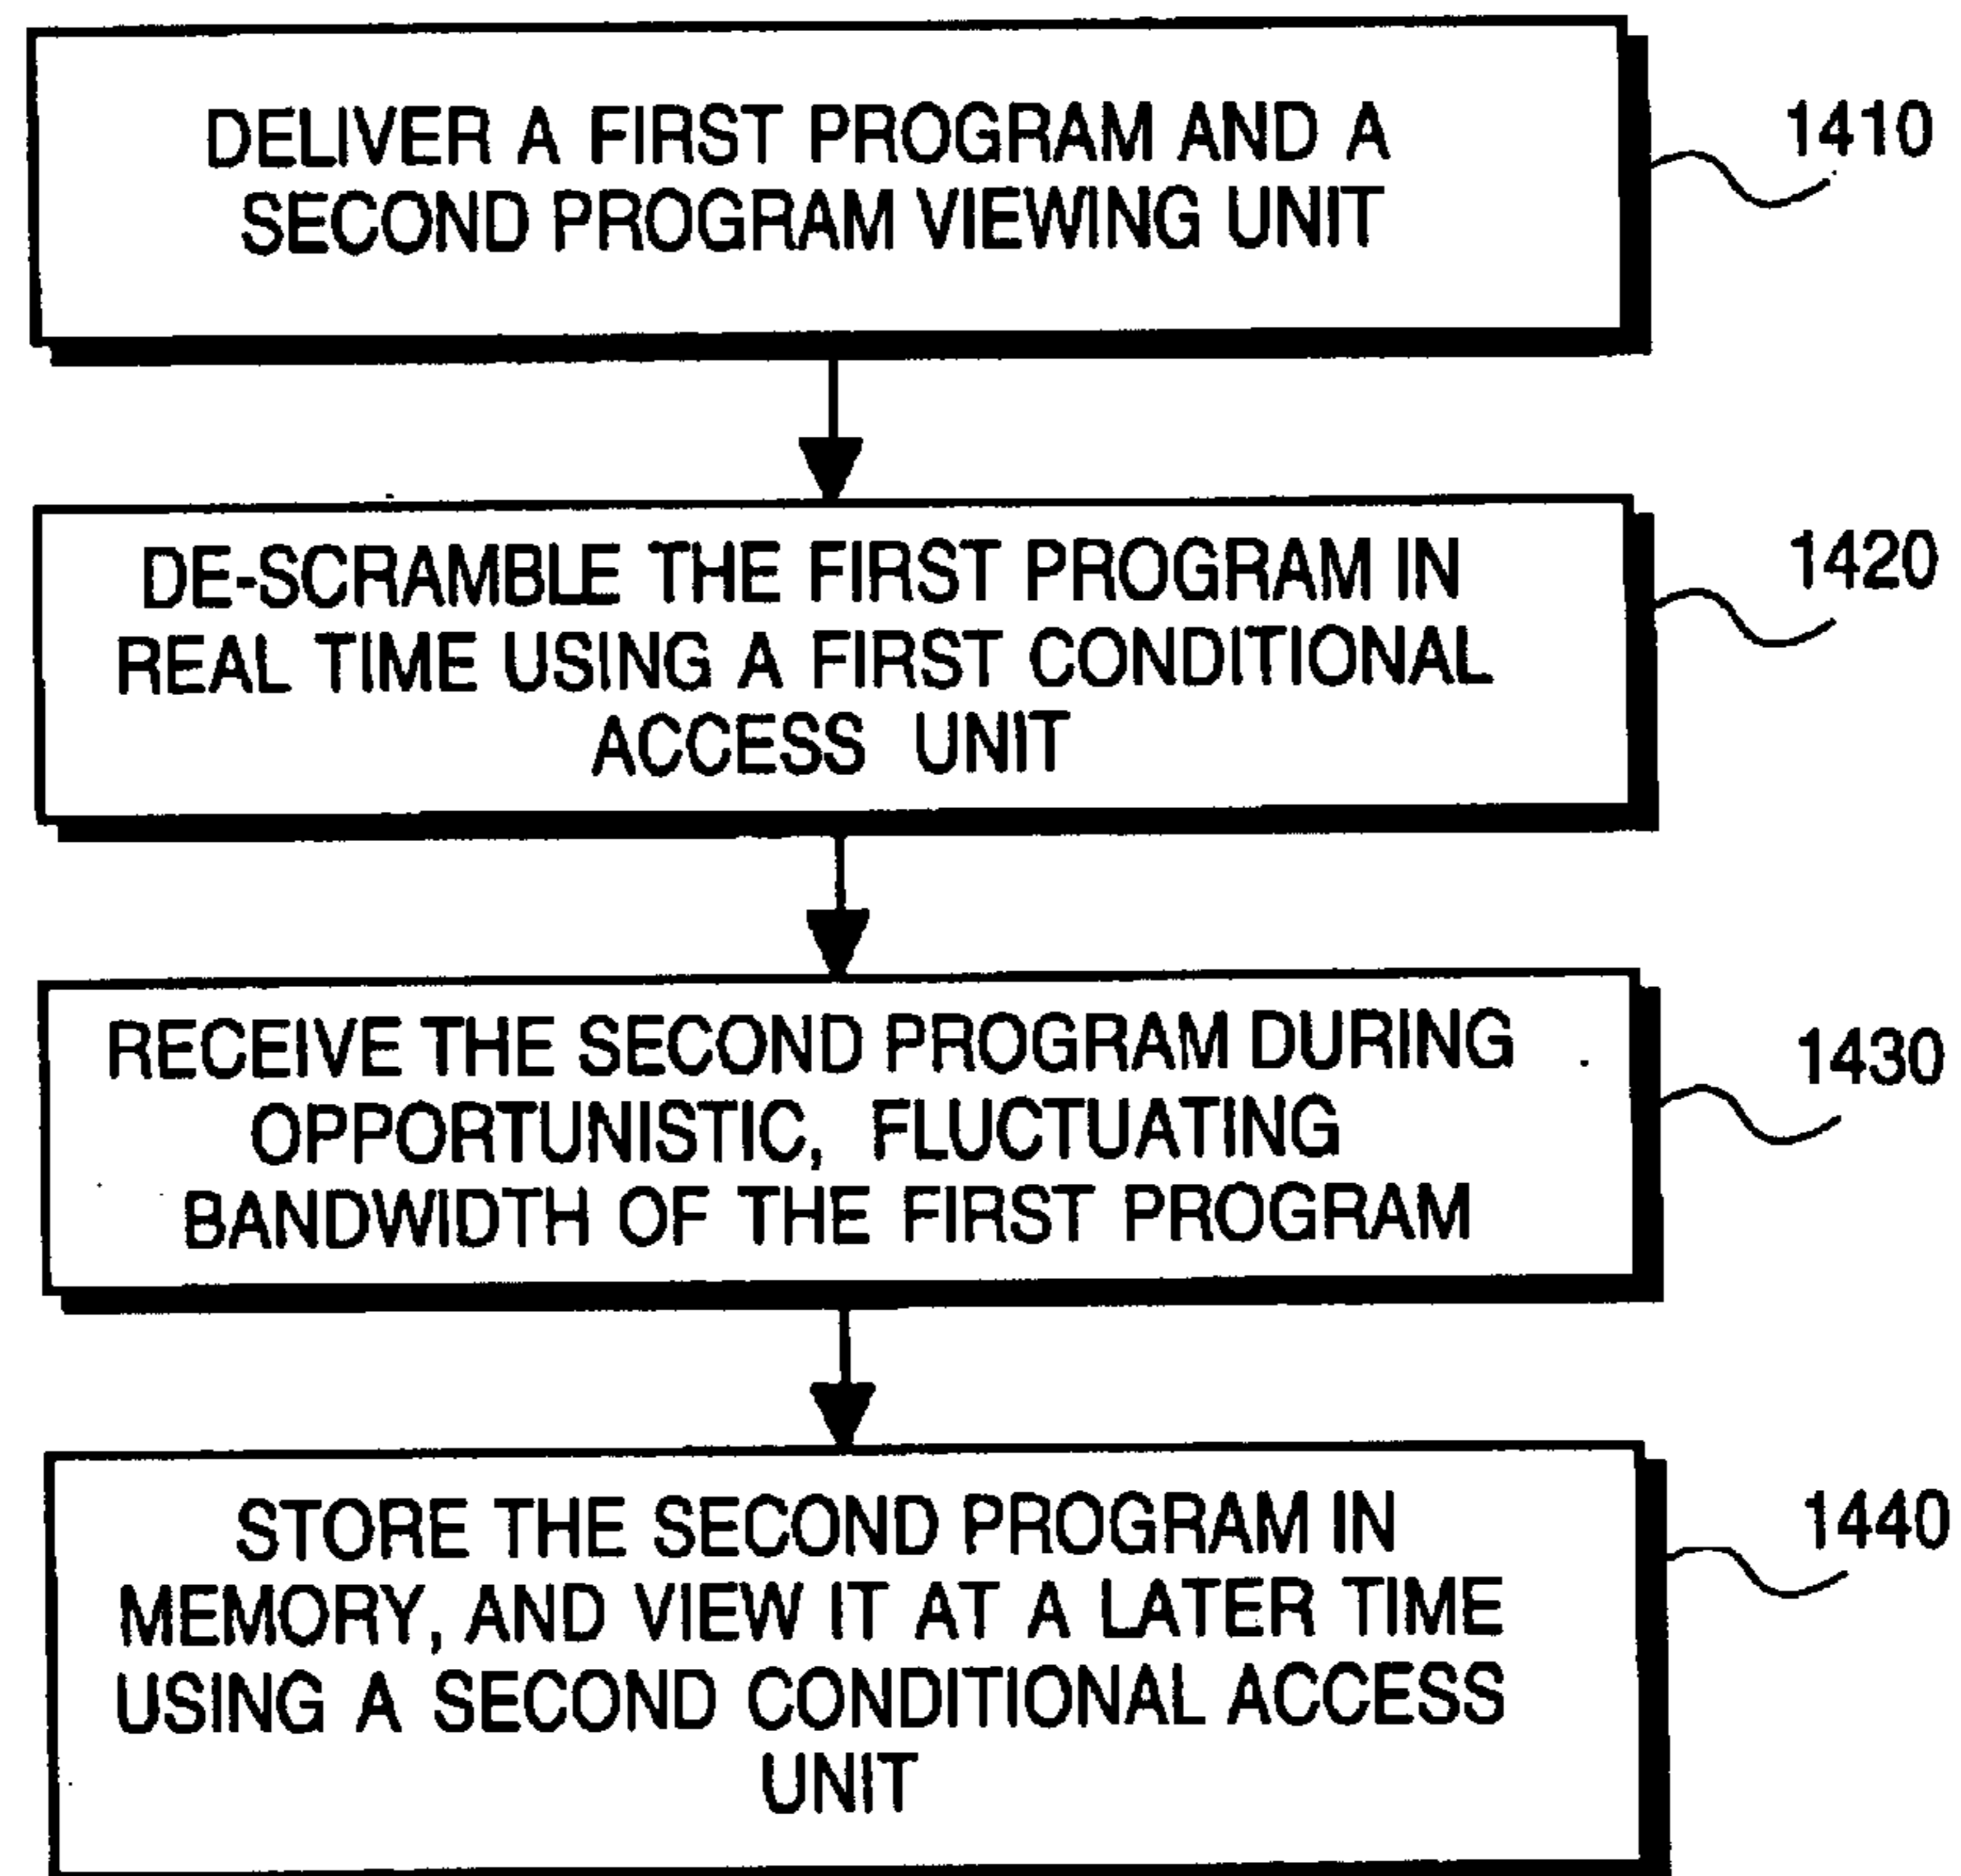 DELIVER A FIRST PROGRAM AND A
SECOND PROGRAM VIEWING UNIT
1410
DE-SCRAMBLE THE FIRST PROGRAM IN
REAL TIME USING A FIRST CONDITIONAL
ACCESS UNIT
1420
RECEIVE THE SECOND PROGRAM DURING
OPPORTUNISTIC, FLUCTUATING
BANDWIDTH OF THE FIRST PROGRAM
1430
STORE THE SECOND PROGRAM IN
MEMORY, AND VIEW IT AT A LATER TIME
USING A SECOND CONDITIONAL ACCESS
UNIT
1440